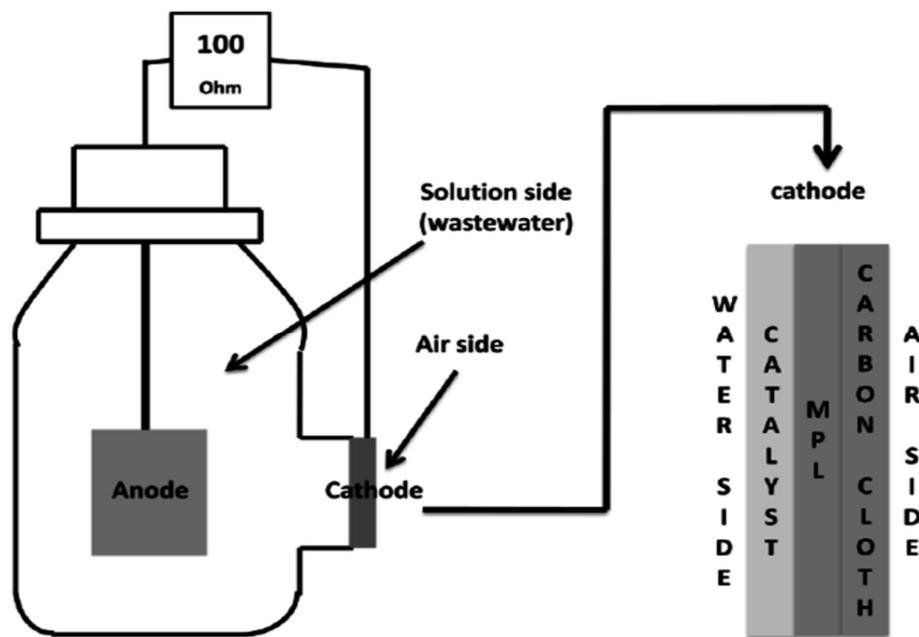 100
Ohm
Solution side
(wastewater)
Air side
Anode
Cathode
cathode
WATER SIDE
CATALYST
MPL
CARBON CLOTH
AIR SIDE